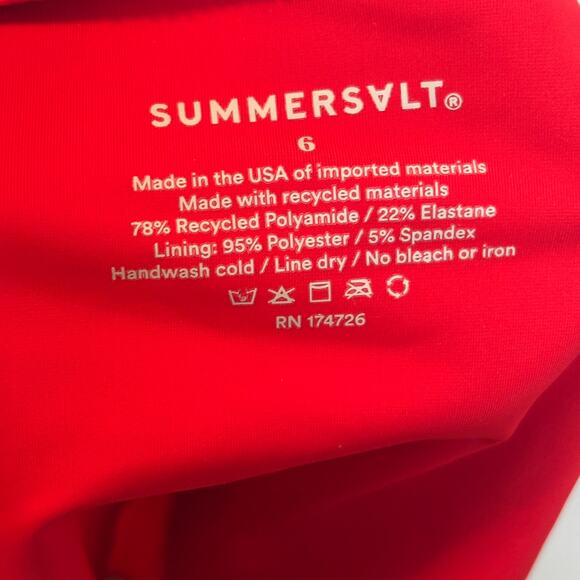 SUMMERSALT®
6
Made in the USA of imported materials
Made with recycled materials
78% Recycled Polyamide / 22% Elastane
Lining: 95% Polyester / 5% Spandex
Handwash cold / Line dry / No bleach or iron
RN 174726